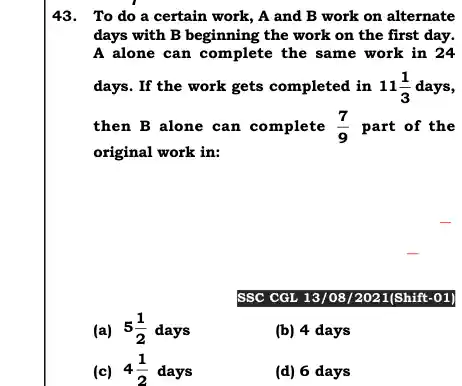 43. To do a certain work, A and B work on alternate
days with B beginning the work on the first day.
A alone can complete the same work in 24
days. If the work gets completed in 11 1/3 days,
then B alone can complete 7/9 part of the
original work in:
SSC CGL 13/08/2021(Shift-01)
(a) 5 1/2 days (b) 4 days
(c) 4 1/2 days (d) 6 days